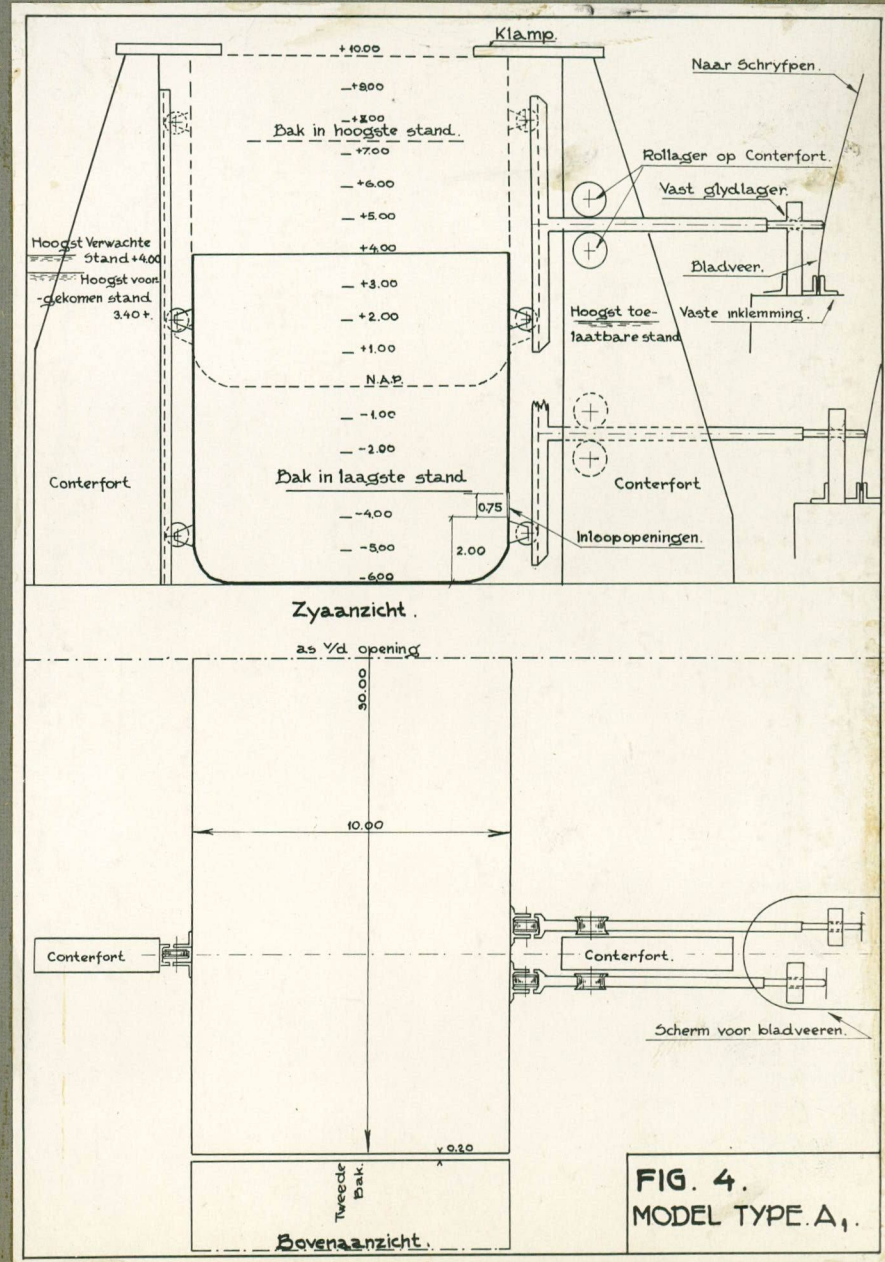 Klamp.
+10.00
+9.00
+8.00
Bak in hoogste stand.
+7.00
+6.00
+5.00
+4.00
+3.00
+2.00
+1.00
N.A.P.
-1.00
-2.00
Bak in laagste stand
-4.00
-5.00
-6.00
0.75
2.00
Inloopopeningen.
Naar Schryfpen.
Rollager op Conterfort.
Vast glydlager.
Bladveer.
Vaste inklemming.
Hoogst toe-
laatbare stand
Hoogst Verwachte
Stand +4.00
Hoogst voor
-gekomen stand
3.40+.
Conterfort
Conterfort
Zyaanzicht.
as v/d opening
30.00
10.00
Conterfort
Conterfort.
Scherm voor bladveeren.
0.20
Tweede
Bak.
Bovenaanzicht.
FIG. 4.
MODEL TYPE. A₁.